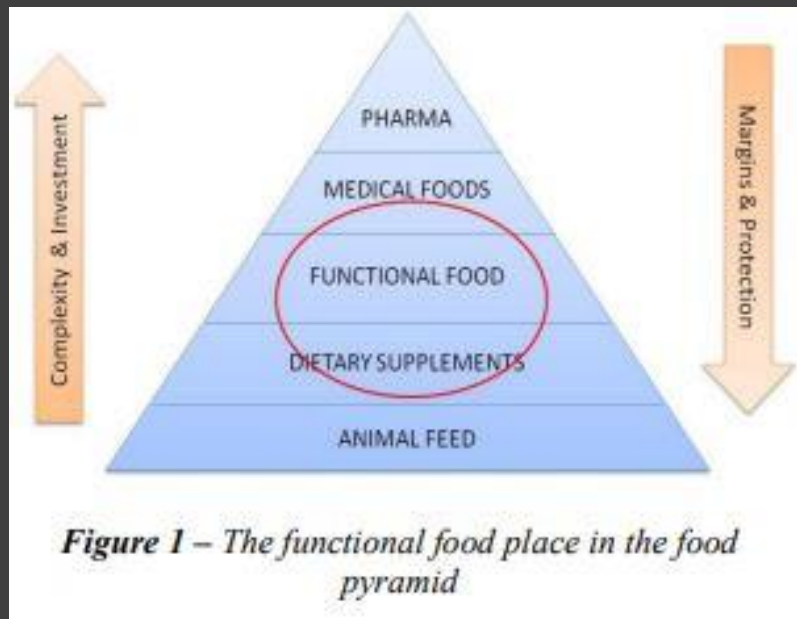 Complexity & Investment
PHARMA
MEDICAL FOODS
FUNCTIONAL FOOD
DIETARY SUPPLEMENTS
ANIMAL FEED
Margins & Protection
Figure 1 – The functional food place in the food
pyramid